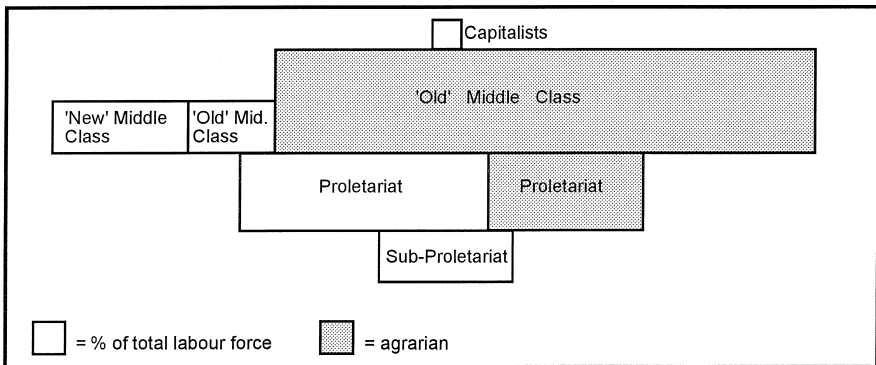 Capitalists
'Old' Middle Class
'New' Middle
Class
'Old' Mid.
Class
Proletariat
Proletariat
Sub-Proletariat
= % of total labour force
= agrarian